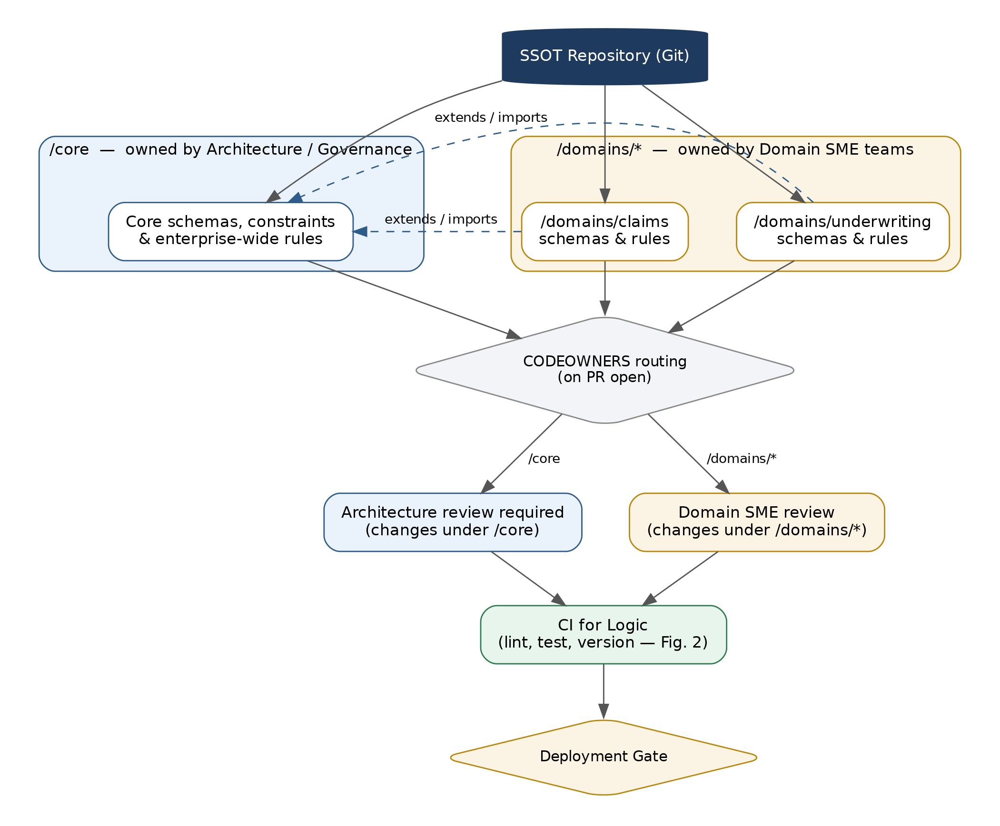 SSOT Repository (Git)
extends / imports
/core — owned by Architecture / Governance
/domains/* — owned by Domain SME teams
Core schemas, constraints
& enterprise-wide rules
extends / imports
/domains/claims
schemas & rules
/domains/underwriting
schemas & rules
CODEOWNERS routing
(on PR open)
/core
/domains/*
Architecture review required
(changes under /core)
Domain SME review
(changes under /domains/*)
CI for Logic
(lint, test, version — Fig. 2)
Deployment Gate